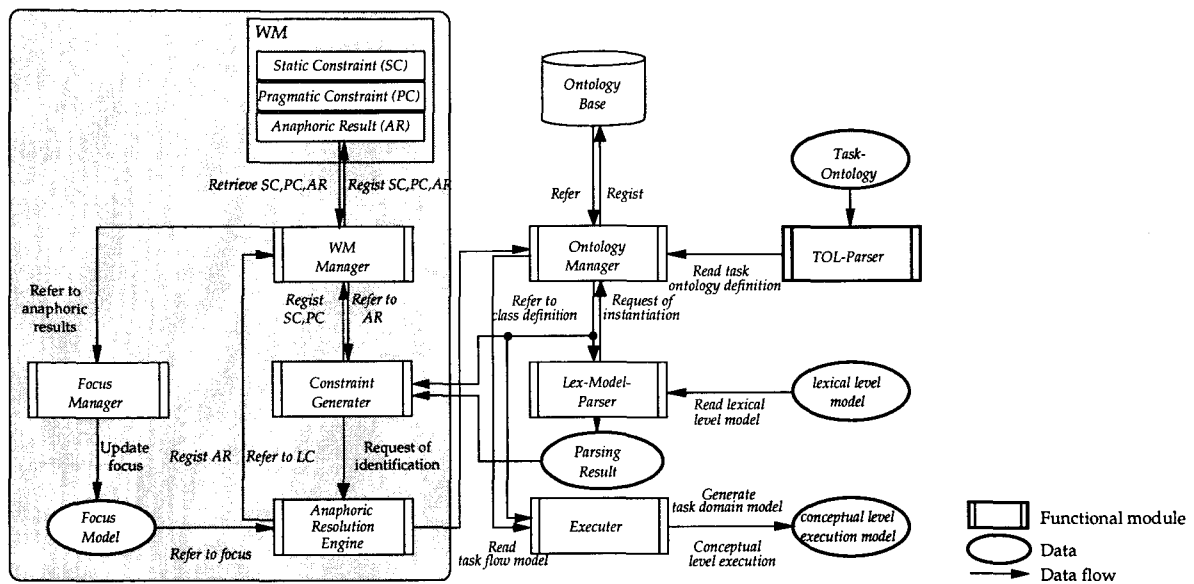 WM
Static Constraint (SC)
Pragmatic Constraint (PC)
Anaphoric Result (AR)
Retrieve SC,PC,AR
Regist SC,PC,AR
Ontology
Base
Refer
Regist
Task-
Ontology
WM
Manager
Ontology
Manager
TOL-Parser
Read task
ontology definition
Refer to
anaphoric
results
Regist
SC,PC
Refer to
AR
Refer to
class definition
Request of
instantiation
Focus
Manager
Constraint
Generater
Lex-Model-
Parser
lexical level
model
Read lexical
level model
Update
focus
Regist AR
Refer to LC
Request of
identification
Parsing
Result
Focus
Model
Refer to focus
Anaphoric
Resolution
Engine
Read
task flow model
Executer
Generate
task domain model
Conceptual
level execution
conceptual level
execution model
Functional module
Data
Data flow